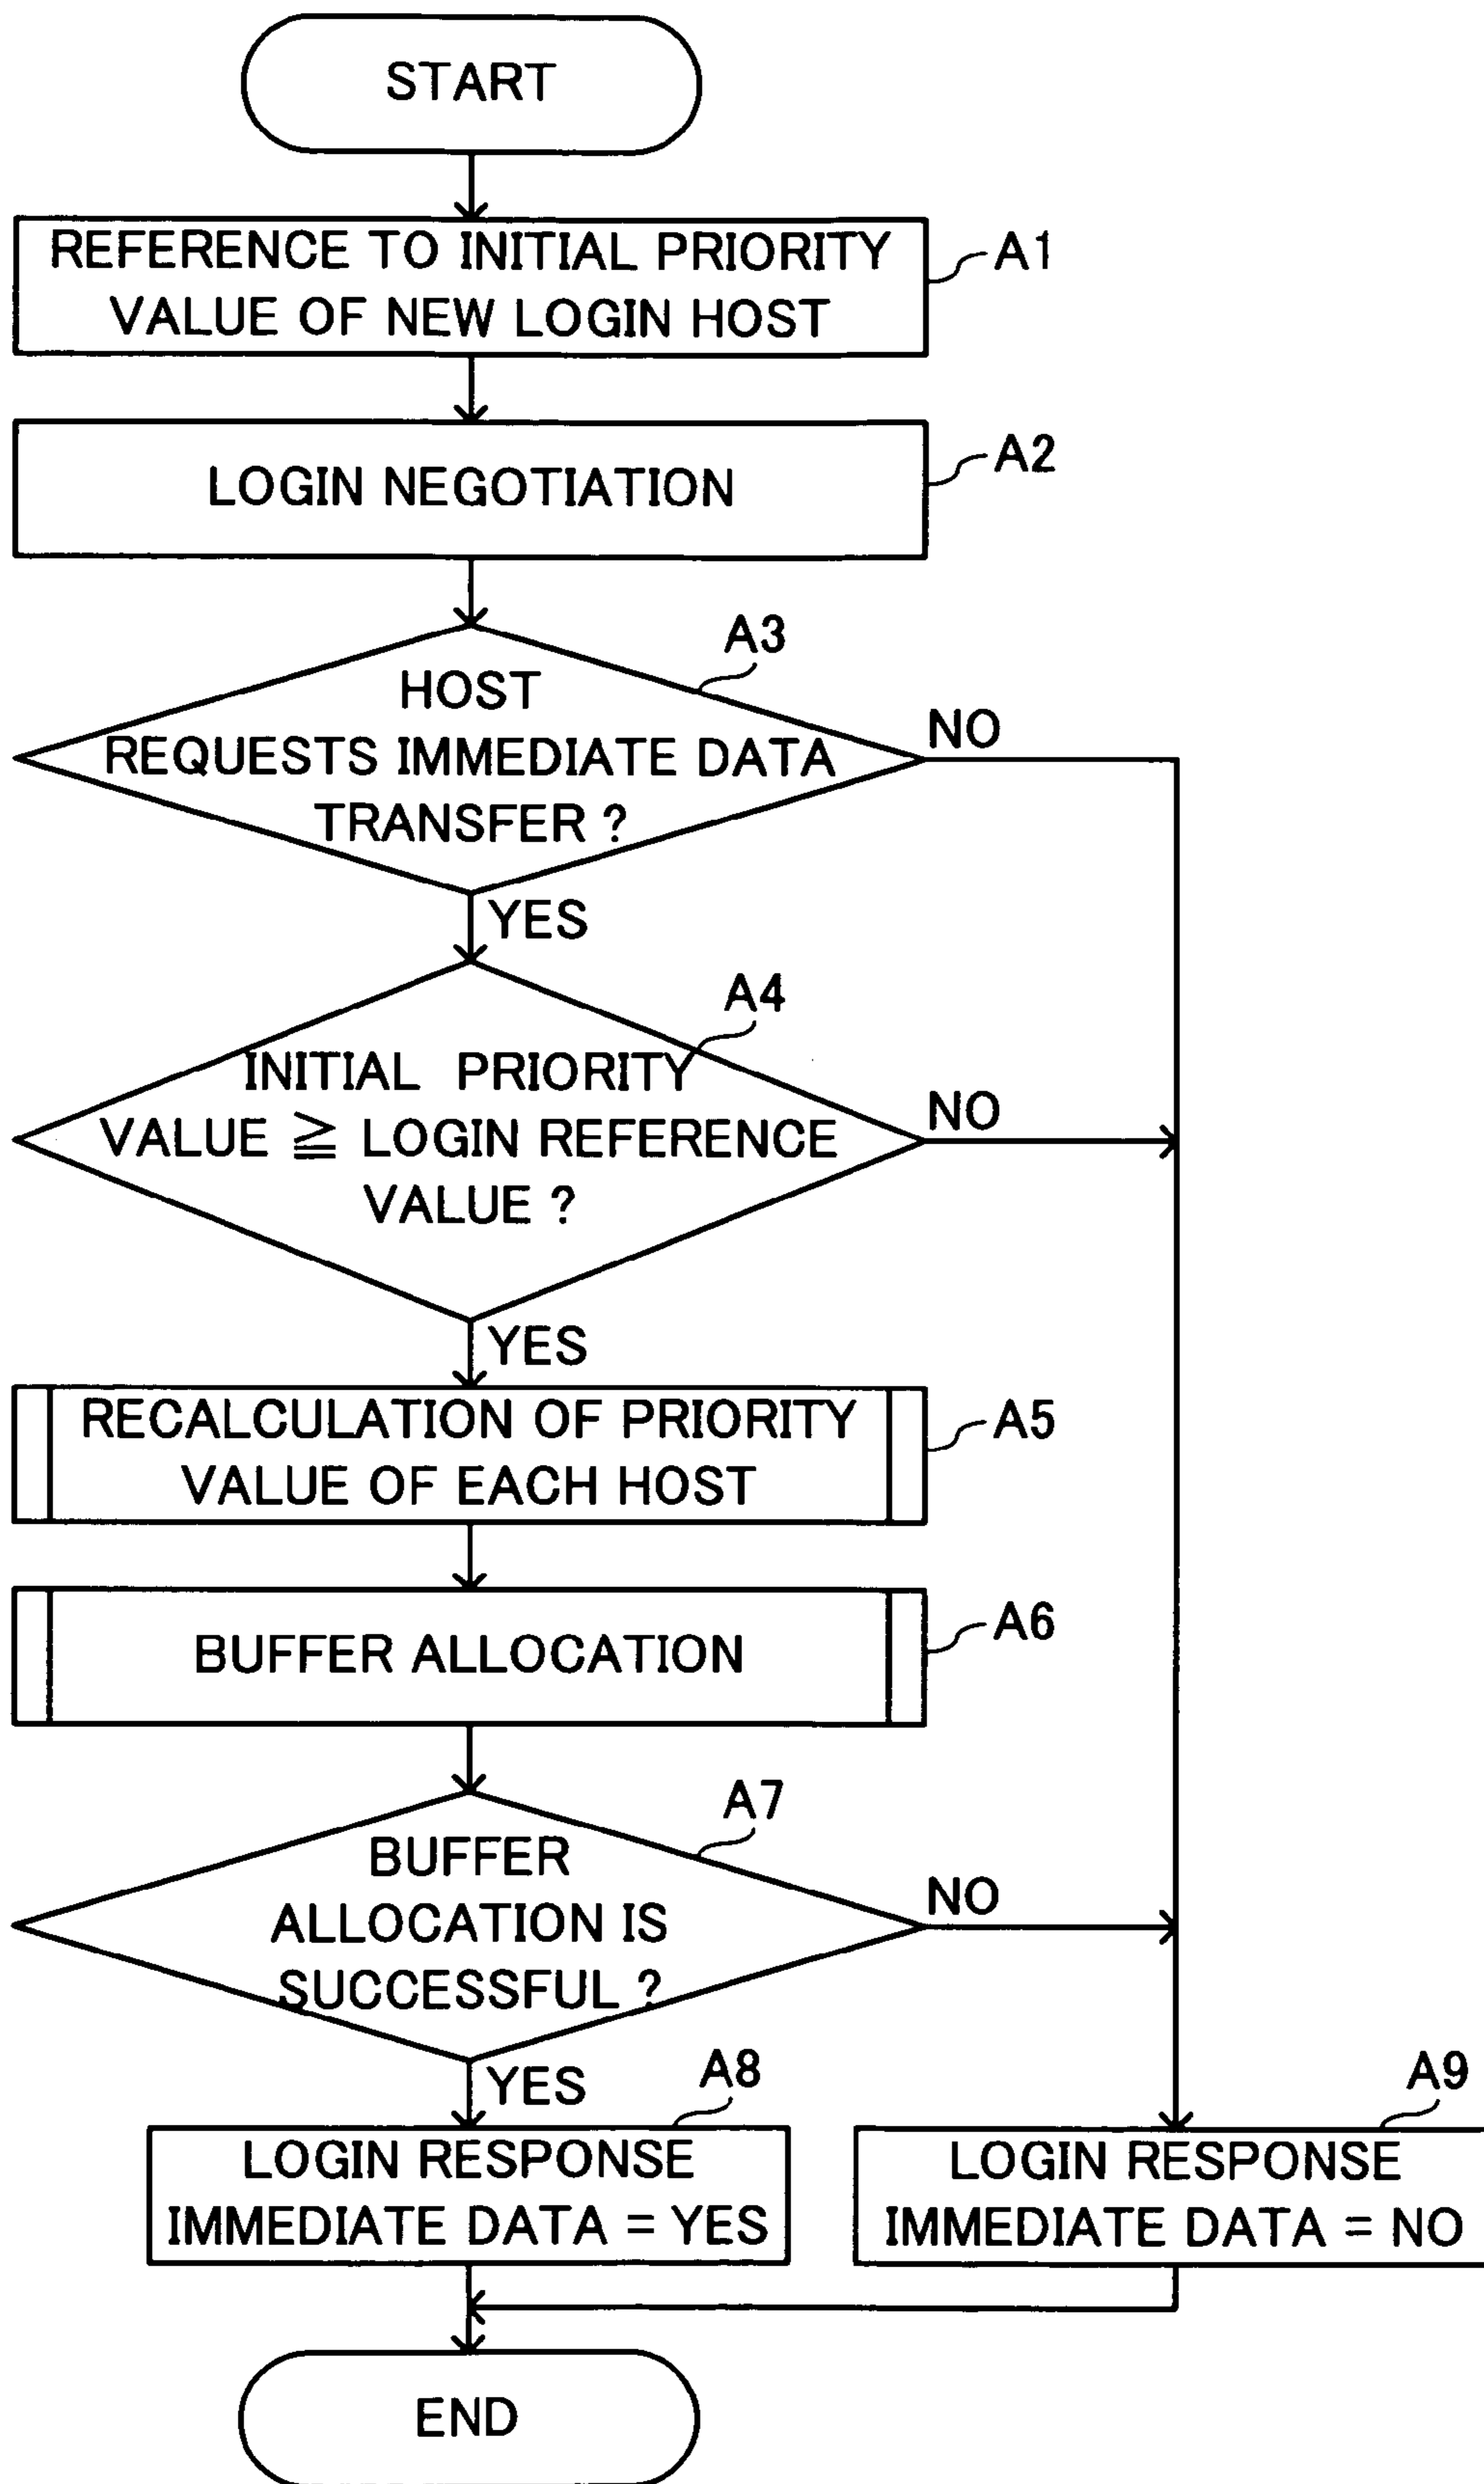 START
REFERENCE TO INITIAL PRIORITY
VALUE OF NEW LOGIN HOST
A1
LOGIN NEGOTIATION
A2
A3
HOST
REQUESTS IMMEDIATE DATA
TRANSFER ?
NO
YES
A4
INITIAL PRIORITY
VALUE ≧ LOGIN REFERENCE
VALUE ?
NO
YES
RECALCULATION OF PRIORITY
VALUE OF EACH HOST
A5
BUFFER ALLOCATION
A6
A7
BUFFER
ALLOCATION IS
SUCCESSFUL ?
NO
YES
A8
LOGIN RESPONSE
IMMEDIATE DATA = YES
A9
LOGIN RESPONSE
IMMEDIATE DATA = NO
END